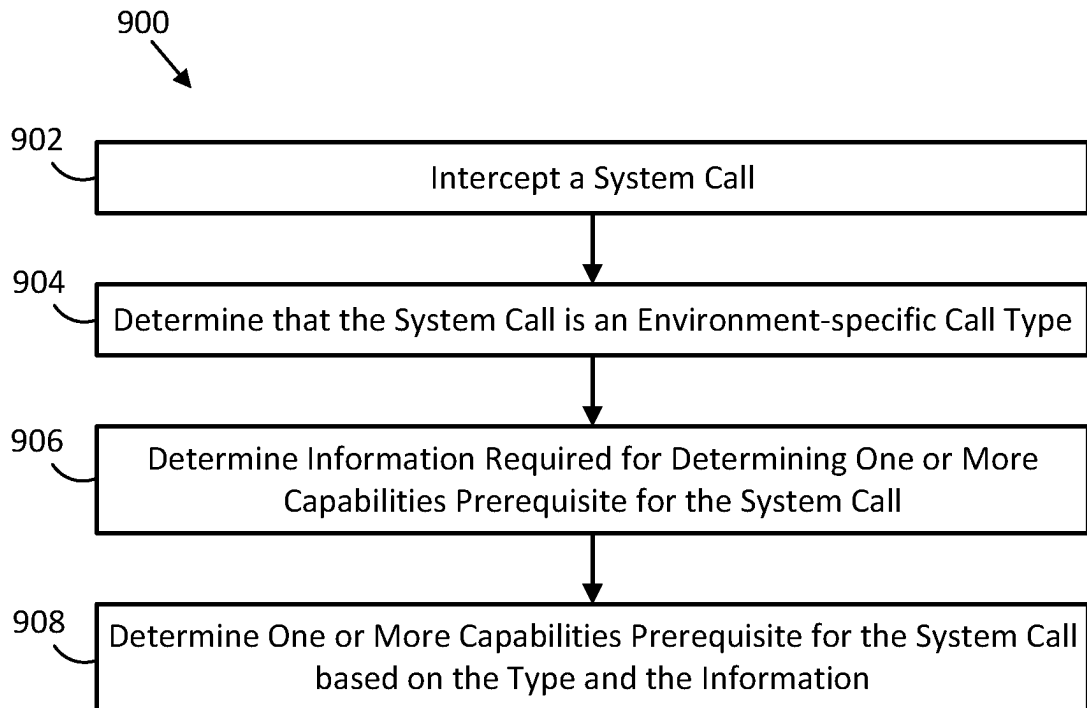 900
902
Intercept a System Call
904
Determine that the System Call is an Environment-specific Call Type
906
Determine Information Required for Determining One or More
Capabilities Prerequisite for the System Call
908
Determine One or More Capabilities Prerequisite for the System Call
based on the Type and the Information